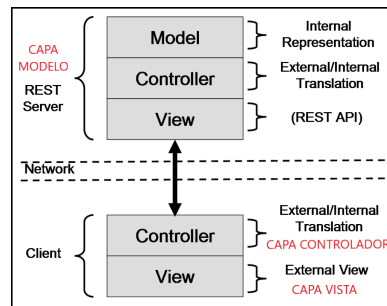 CAPA
MODELO
REST
Server
Model
Controller
View
Internal
Representation
External/Internal
Translation
(REST API)
Network
Client
Controller
View
External/Internal
Translation
CAPA CONTROLADOR
External View
CAPA VISTA